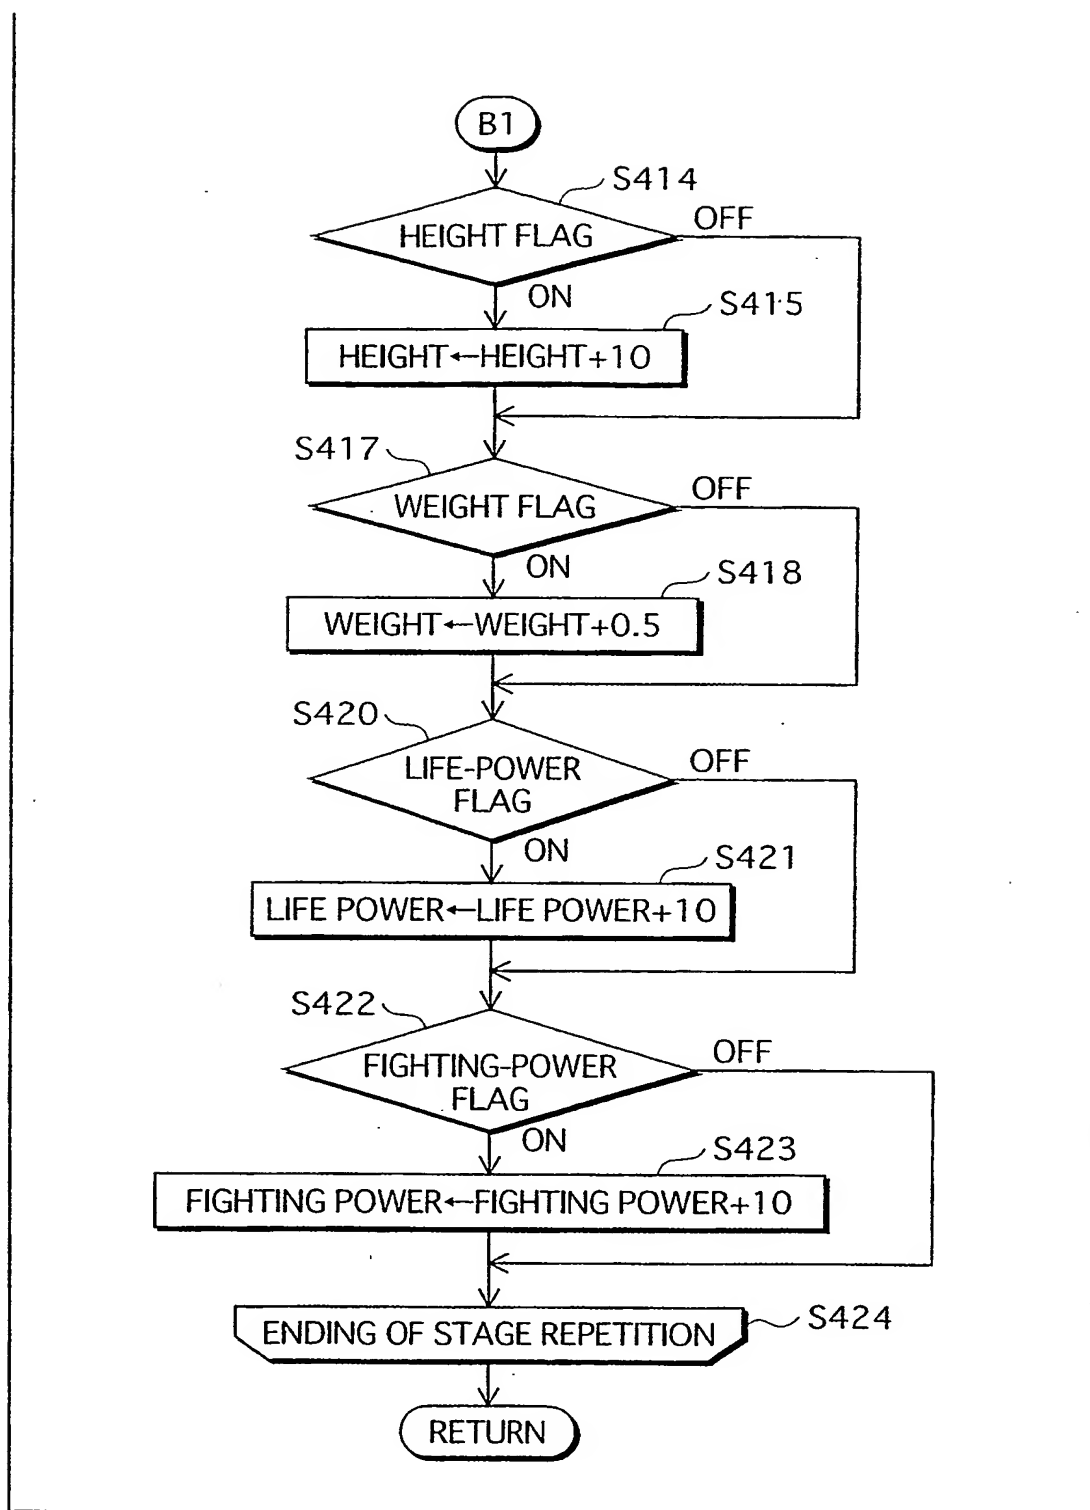 B1
S414
HEIGHT FLAG
OFF
ON
S415
HEIGHT←HEIGHT+10
S417
WEIGHT FLAG
OFF
ON
S418
WEIGHT←WEIGHT+0.5
S420
LIFE-POWER
FLAG
OFF
ON
S421
LIFE POWER←LIFE POWER+10
S422
FIGHTING-POWER
FLAG
OFF
ON
S423
FIGHTING POWER←FIGHTING POWER+10
ENDING OF STAGE REPETITION
S424
RETURN